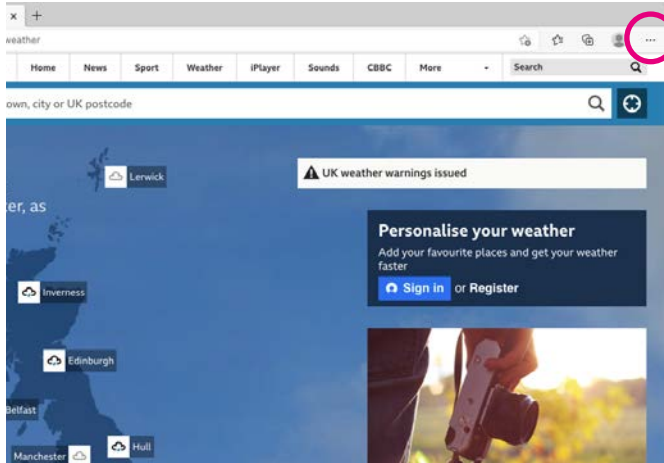 weather
Home News Sport Weather iPlayer Sounds CBBC More Search
own, city or UK postcode
Lerwick
UK weather warnings issued
er, as
Personalise your weather
Add your favourite places and get your weather
faster
Sign in or Register
Inverness
Edinburgh
Belfast
Hull
Manchester